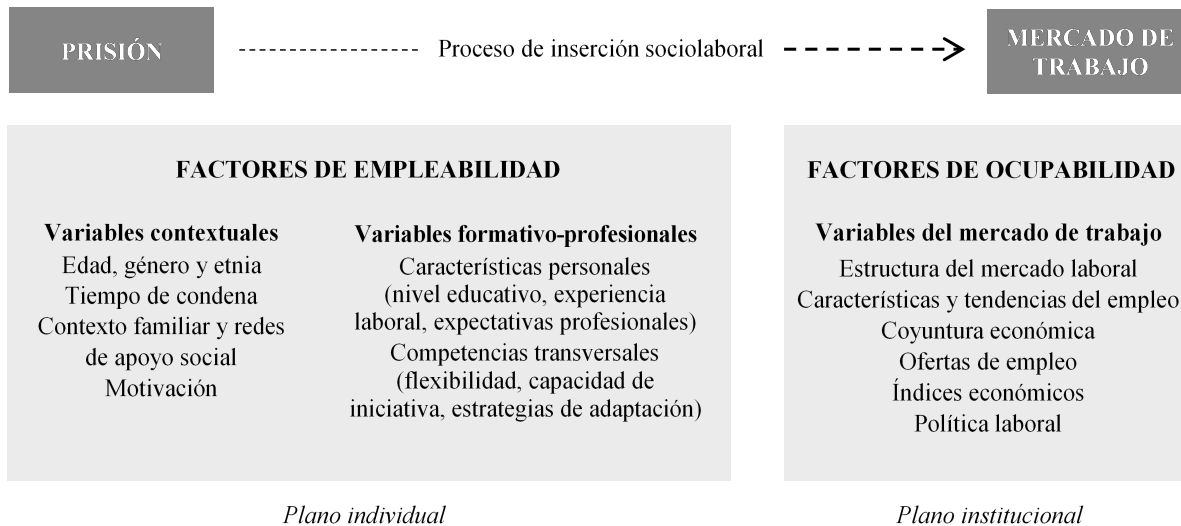 PRISIÓN
Proceso de inserción sociolaboral
MERCADO DE
TRABAJO
FACTORES DE EMPLEABILIDAD
Variables contextuales
Edad, género y etnia
Tiempo de condena
Contexto familiar y redes
de apoyo social
Motivación
Variables formativo-profesionales
Características personales
(nivel educativo, experiencia
laboral, expectativas profesionales)
Competencias transversales
(flexibilidad, capacidad de
iniciativa, estrategias de adaptación)
Plano individual
FACTORES DE OCUPABILIDAD
Variables del mercado de trabajo
Estructura del mercado laboral
Características y tendencias del empleo
Coyuntura económica
Ofertas de empleo
Índices económicos
Política laboral
Plano institucional